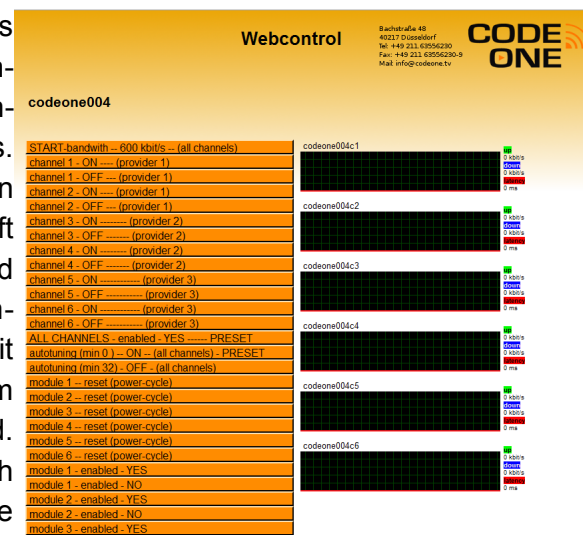 s
n-
n-
s.
n
ft
d
n-
it
m
d.
h
e
Webcontrol
Bachstraße 48
40217 Düsseldorf
Tel: +49 211.63556230
Fax: +49 211 63556230-9
Mail: info@codeone.tv
CODE
ONE
codeone004
START-bandwith -- 600 kbit/s -- (all channels)
channel 1 - ON ---- (provider 1)
channel 1 - OFF --- (provider 1)
channel 2 - ON ---- (provider 1)
channel 2 - OFF --- (provider 1)
channel 3 - ON -------- (provider 2)
channel 3 - OFF ------- (provider 2)
channel 4 - ON -------- (provider 2)
channel 4 - OFF ------- (provider 2)
channel 5 - ON ------------ (provider 3)
channel 5 - OFF ----------- (provider 3)
channel 6 - ON ------------ (provider 3)
channel 6 - OFF ----------- (provider 3)
ALL CHANNELS - enabled - YES ------ PRESET
autotuning (min 0 ) -- ON -- (all channels) - PRESET
autotuning (min 32) - OFF - (all channels)
module 1 -- reset (power-cycle)
module 2 -- reset (power-cycle)
module 3 -- reset (power-cycle)
module 4 -- reset (power-cycle)
module 5 -- reset (power-cycle)
module 6 -- reset (power-cycle)
module 1 - enabled - YES
module 1 - enabled - NO
module 2 - enabled - YES
module 2 - enabled - NO
module 3 - enabled - YES
codeone004c1
up
0 kbit/s
down
0 kbit/s
latency
0 ms
codeone004c2
up
0 kbit/s
down
0 kbit/s
latency
0 ms
codeone004c3
up
0 kbit/s
down
0 kbit/s
latency
0 ms
codeone004c4
up
0 kbit/s
down
0 kbit/s
latency
0 ms
codeone004c5
up
0 kbit/s
down
0 kbit/s
latency
0 ms
codeone004c6
up
0 kbit/s
down
0 kbit/s
latency
0 ms